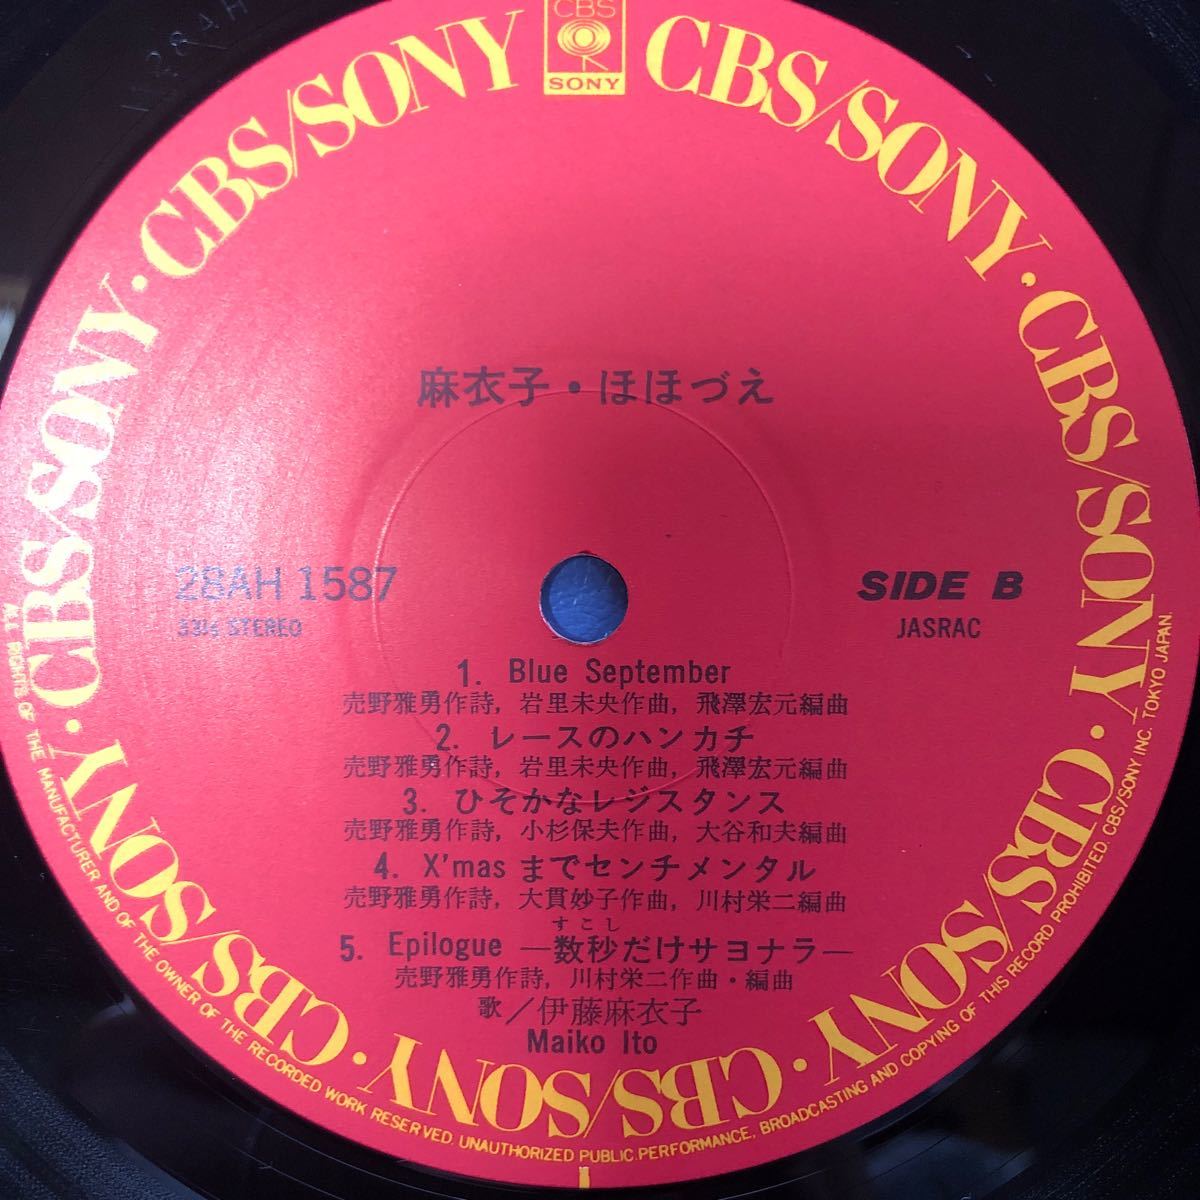 28AH
CBS
SONY
CBS/SONY · CBS/SONY · CBS/SONY · CBS/SONY · CBS/SONY · CBS/SONY · CBS/SONY · CBS/SONY
麻衣子・ほほづえ
28AH 1587
33⅓ STEREO
SIDE B
JASRAC
1. Blue September
売野雅勇作詩, 岩里未央作曲, 飛澤宏元編曲
2. レースのハンカチ
売野雅勇作詩, 岩里未央作曲, 飛澤宏元編曲
3. ひそかなレジスタンス
売野雅勇作詩, 小杉保夫作曲, 大谷和夫編曲
4. X'mas までセンチメンタル
売野雅勇作詩, 大貫妙子作曲, 川村栄二編曲
すこし
5. Epilogue —数秒だけサヨナラ—
売野雅勇作詩, 川村栄二作曲・編曲
歌／伊藤麻衣子
Maiko Ito
ALL RIGHTS OF THE MANUFACTURER AND OF THE OWNER OF THE RECORDED WORK RESERVED. UNAUTHORIZED PUBLIC PERFORMANCE, BROADCASTING AND COPYING OF THIS RECORD PROHIBITED. CBS/SONY INC. TOKYO JAPAN.